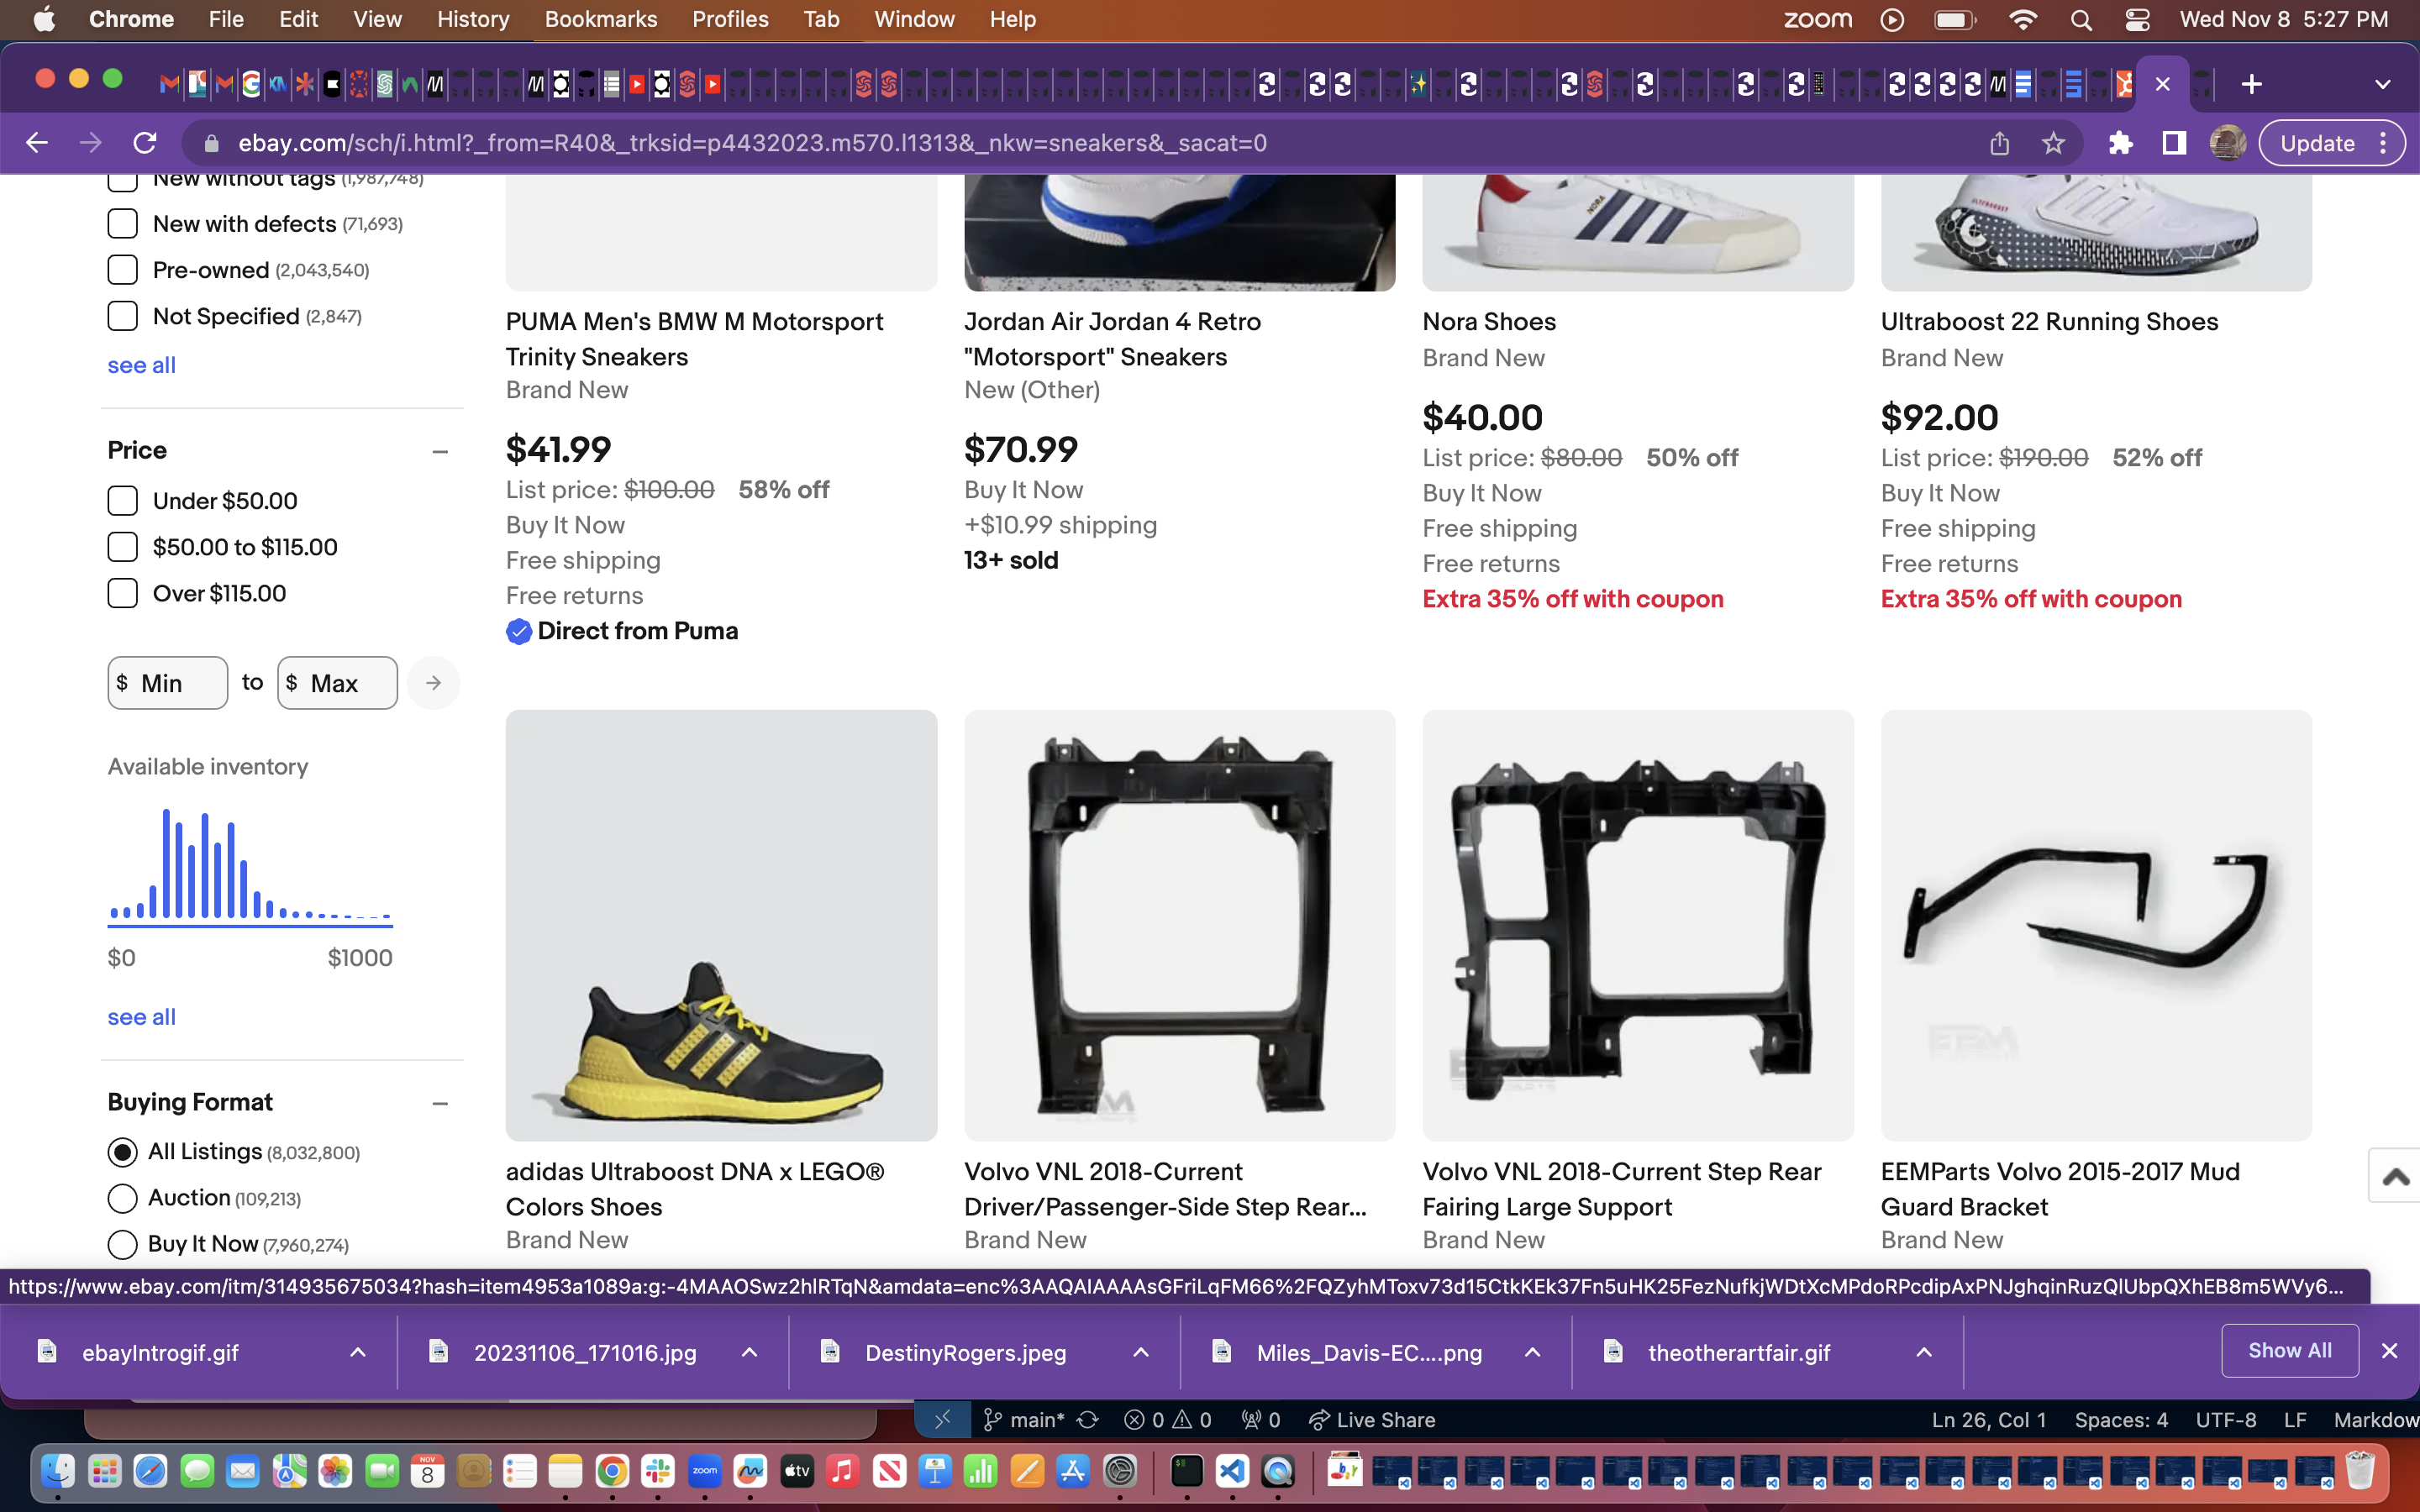 Chrome File Edit View History Bookmarks Profiles Tab Window Help zoom Wed Nov 8 5:27 PM
ebay.com/sch/i.html?_from=R40&_trksid=p4432023.m570.l1313&_nkw=sneakers&_sacat=0 Update
New without tags (1,987,748)
New with defects (71,693)
Pre-owned (2,043,540)
Not Specified (2,847)
see all
Price
Under $50.00
$50.00 to $115.00
Over $115.00
$ Min to $ Max
Available inventory
$0 $1000
see all
Buying Format
All Listings (8,032,800)
Auction (109,213)
Buy It Now (7,960,274)
PUMA Men's BMW M Motorsport
Trinity Sneakers
Brand New
$41.99
List price: $100.00 58% off
Buy It Now
Free shipping
Free returns
Direct from Puma
Jordan Air Jordan 4 Retro
"Motorsport" Sneakers
New (Other)
$70.99
Buy It Now
+$10.99 shipping
13+ sold
Nora Shoes
Brand New
$40.00
List price: $80.00 50% off
Buy It Now
Free shipping
Free returns
Extra 35% off with coupon
Ultraboost 22 Running Shoes
Brand New
$92.00
List price: $190.00 52% off
Buy It Now
Free shipping
Free returns
Extra 35% off with coupon
adidas Ultraboost DNA x LEGO®
Colors Shoes
Brand New
Volvo VNL 2018-Current
Driver/Passenger-Side Step Rear...
Brand New
Volvo VNL 2018-Current Step Rear
Fairing Large Support
Brand New
EEMParts Volvo 2015-2017 Mud
Guard Bracket
Brand New
https://www.ebay.com/itm/314935675034?hash=item4953a1089a:g:-4MAAOSwz2hlRTqN&amdata=enc%3AAQAIAAAAsGFriLqFM66%2FQZyhMToxv73d15CtkKEk37Fn5uHK25FezNufkjWDtXcMPdoRPcdipAxPNJghqinRuzQlUbpQXhEB8m5WVy6...
ebayIntrogif.gif 20231106_171016.jpg DestinyRogers.jpeg Miles_Davis-EC....png theotherartfair.gif Show All
main* 0 0 0 Live Share Ln 26, Col 1 Spaces: 4 UTF-8 LF Markdow
NOV
8
zoom
tv